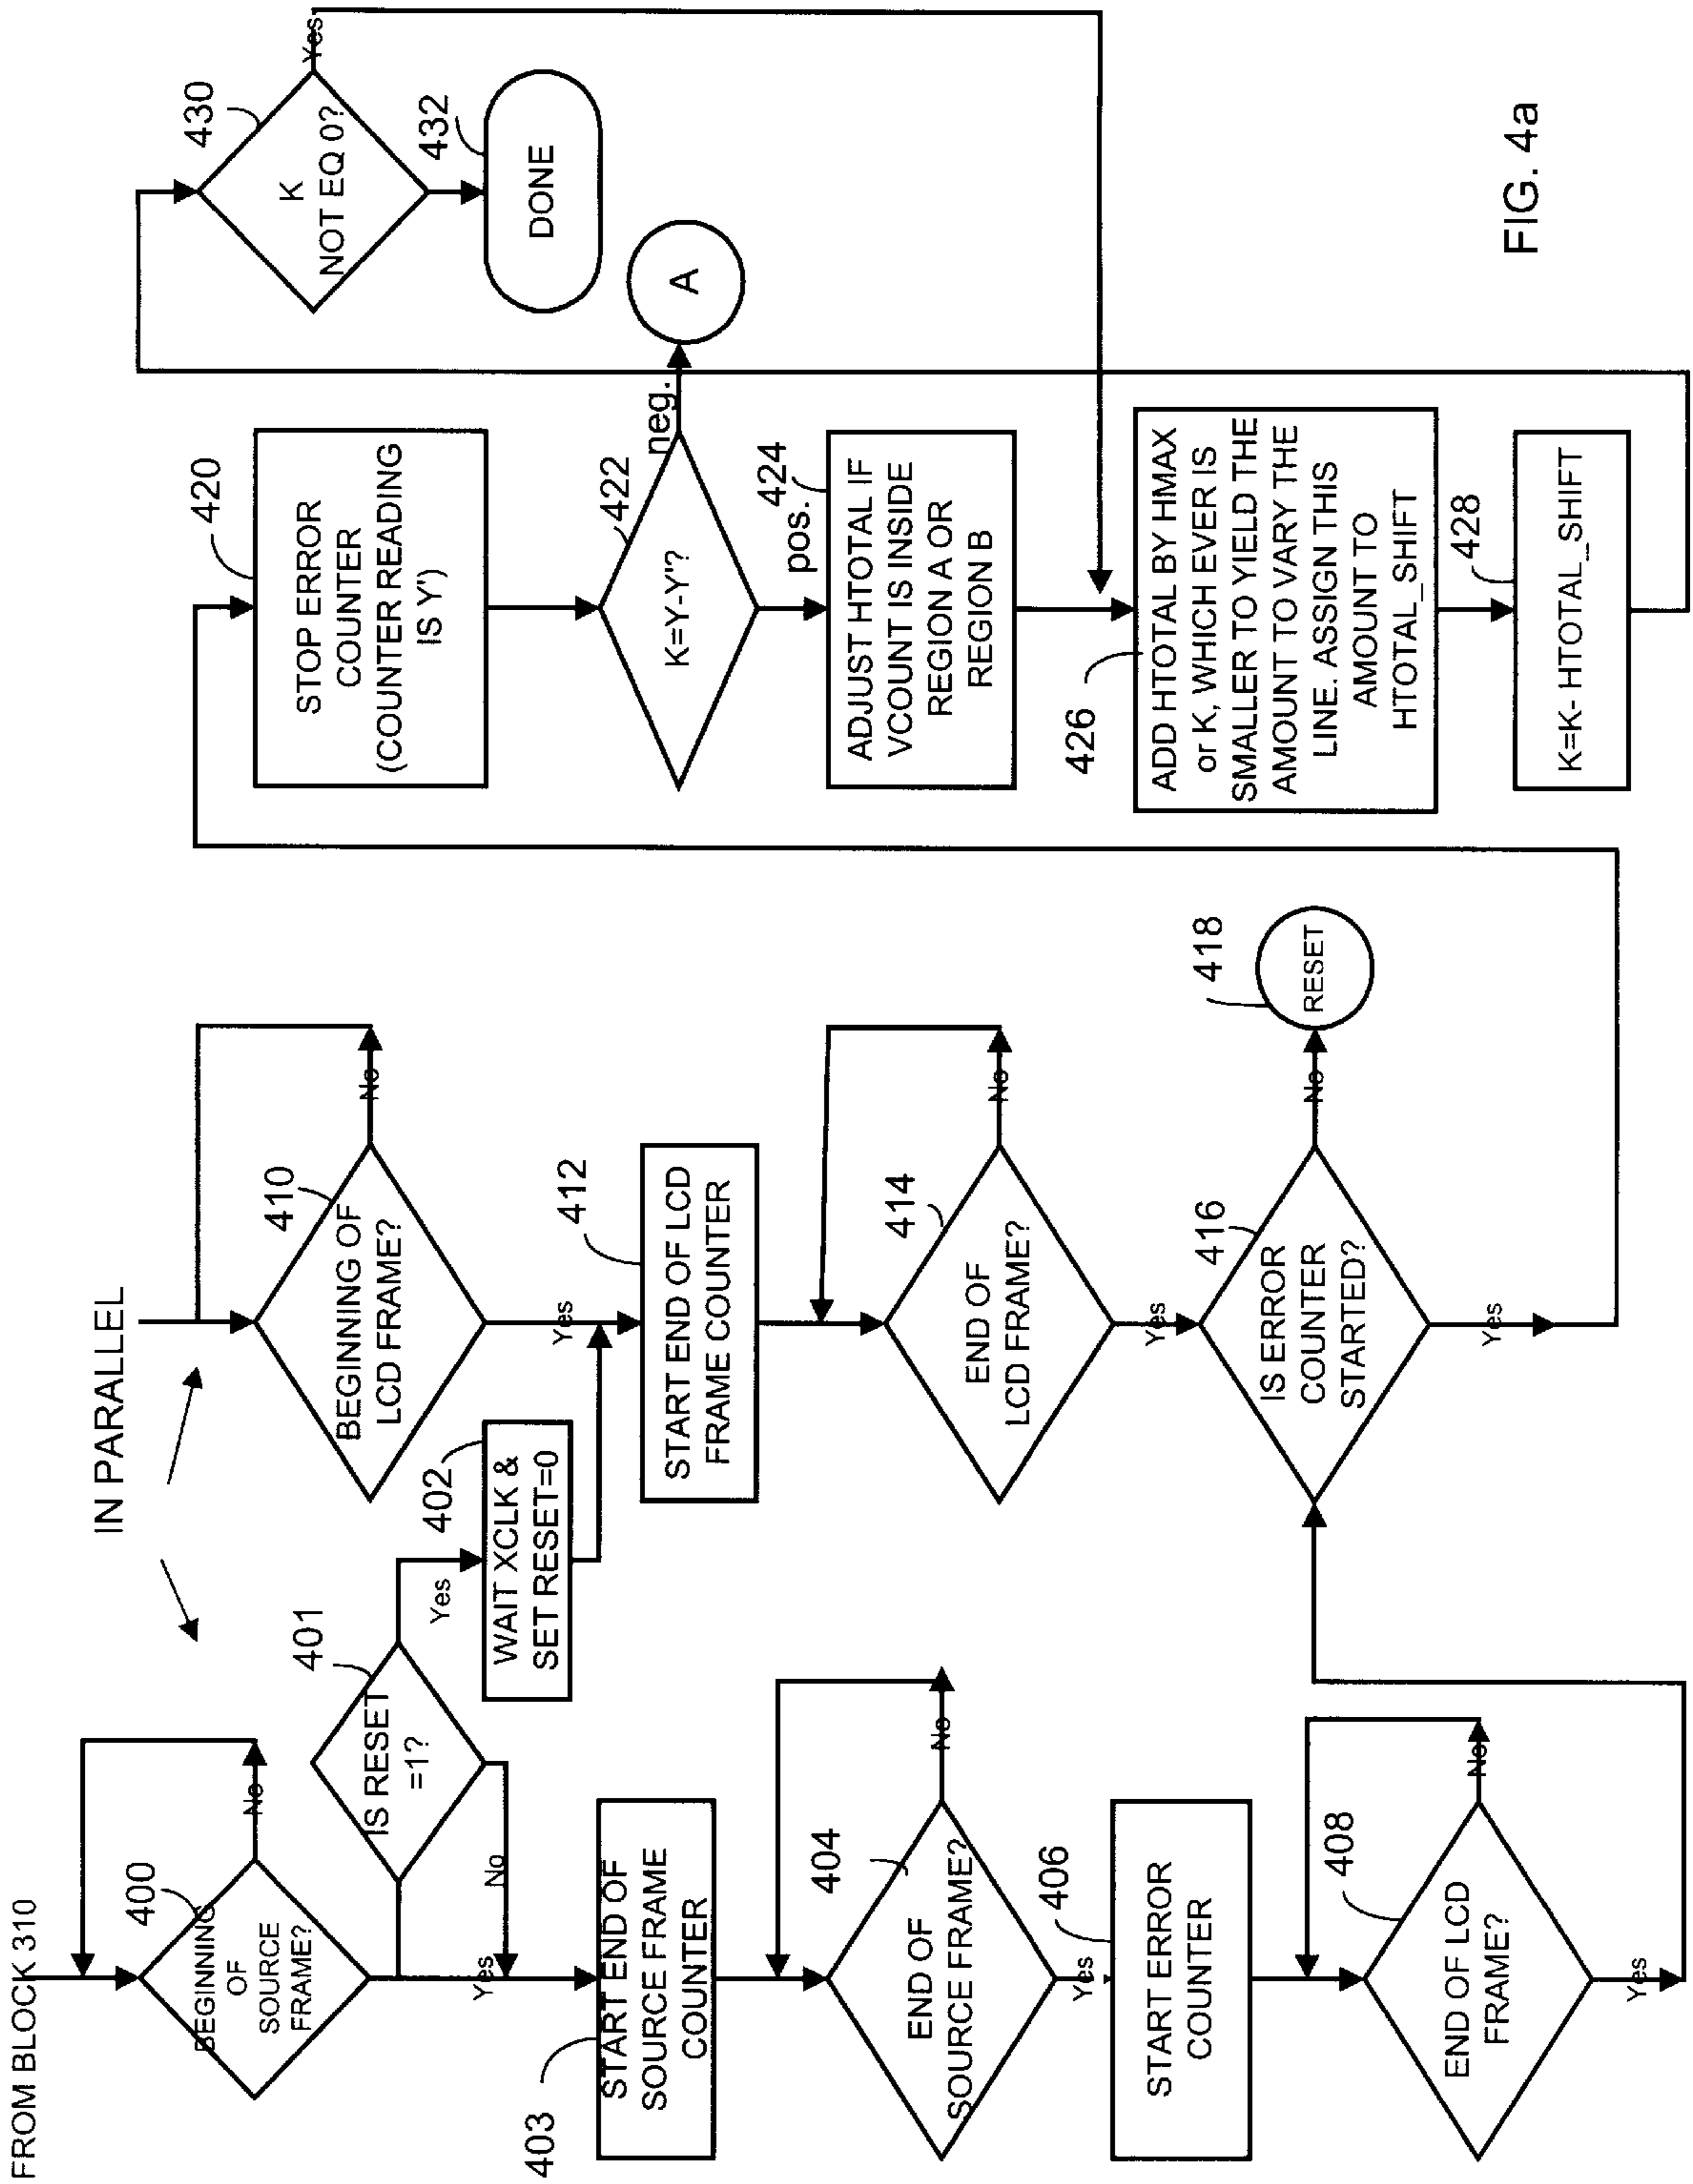 FROM BLOCK 310
400
BEGINNING
OF
SOURCE
FRAME?
No
Yes
401
IS RESET
=1?
Yes
No
402
WAIT XCLK &
SET RESET=0
403
START END OF
SOURCE FRAME
COUNTER
404
END OF
SOURCE FRAME?
No
Yes
406
START ERROR
COUNTER
408
END OF LCD
FRAME?
No
Yes
IN PARALLEL
410
BEGINNING OF
LCD FRAME?
No
Yes
412
START END OF LCD
FRAME COUNTER
414
END OF
LCD FRAME?
No
Yes
416
IS ERROR
COUNTER
STARTED?
No
Yes
418
RESET
420
STOP ERROR
COUNTER
(COUNTER READING
IS Y')
422
K=Y-Y'?
neg.
A
pos.
424
ADJUST HTOTAL IF
VCOUNT IS INSIDE
REGION A OR
REGION B
426
ADD HTOTAL BY HMAX
or K, WHICH EVER IS
SMALLER TO YIELD THE
AMOUNT TO VARY THE
LINE. ASSIGN THIS
AMOUNT TO
HTOTAL_SHIFT
428
K=K- HTOTAL_SHIFT
430
K
NOT EQ 0?
Yes
432
DONE
FIG. 4a